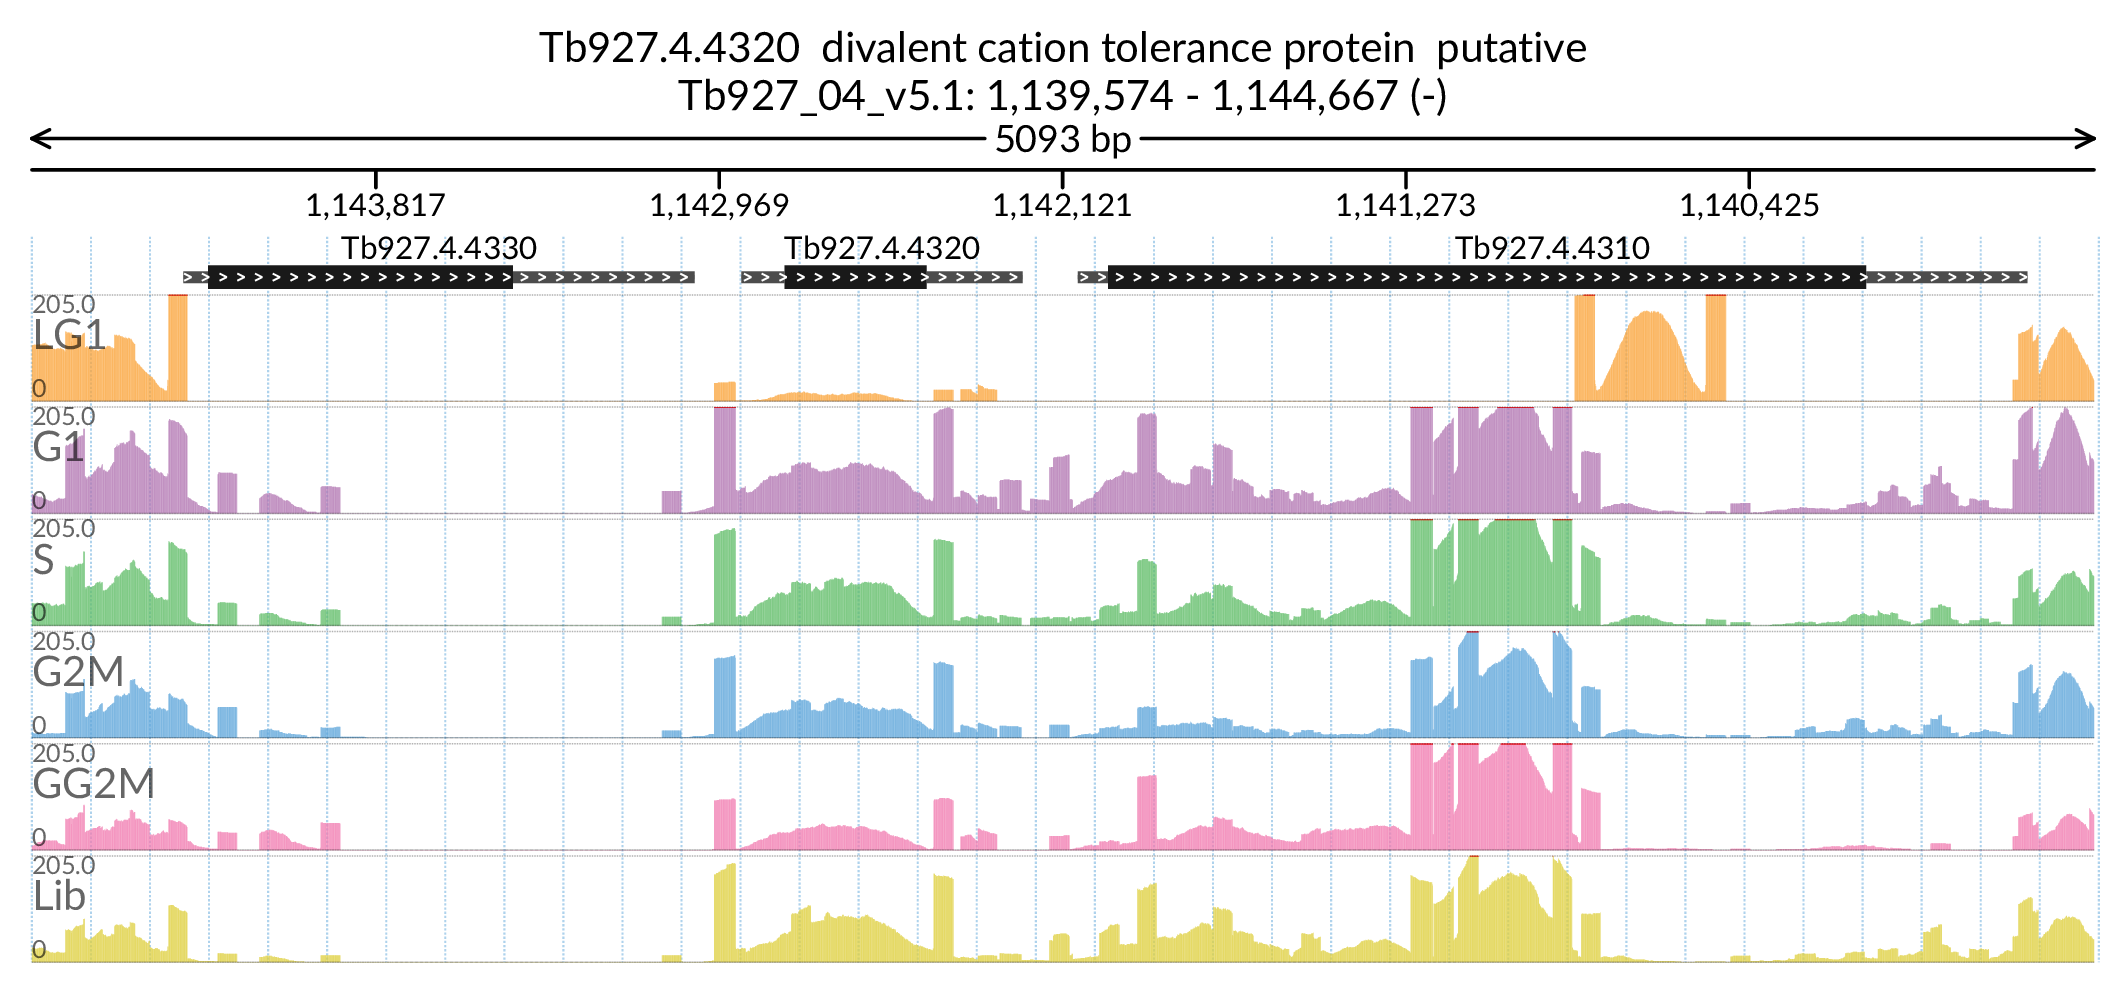 Tb927.4.4320  divalent cation tolerance protein  putative
Tb927_04_v5.1: 1,139,574 - 1,144,667 (-)
5093 bp
1,143,817 1,142,969 1,142,121 1,141,273 1,140,425
Tb927.4.4330 Tb927.4.4320 Tb927.4.4310
205.0
LG1
0
205.0
G1
0
205.0
S
0
205.0
G2M
0
205.0
GG2M
0
205.0
Lib
0